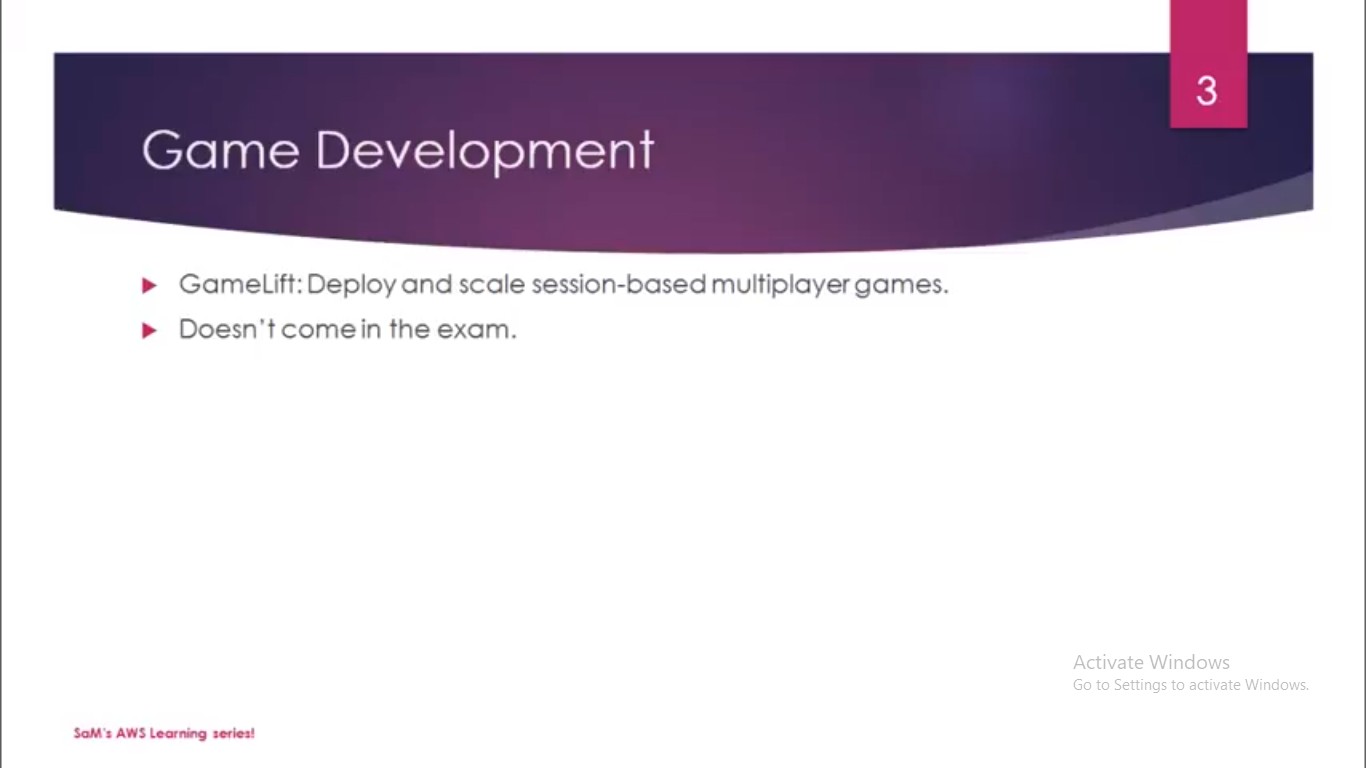 3
Game Development
GameLift: Deploy and scale session-based multiplayer games.
Doesn't come in the exam.
Activate Windows
Go to Settings to activate Windows.
SaM's AWS Learning series!